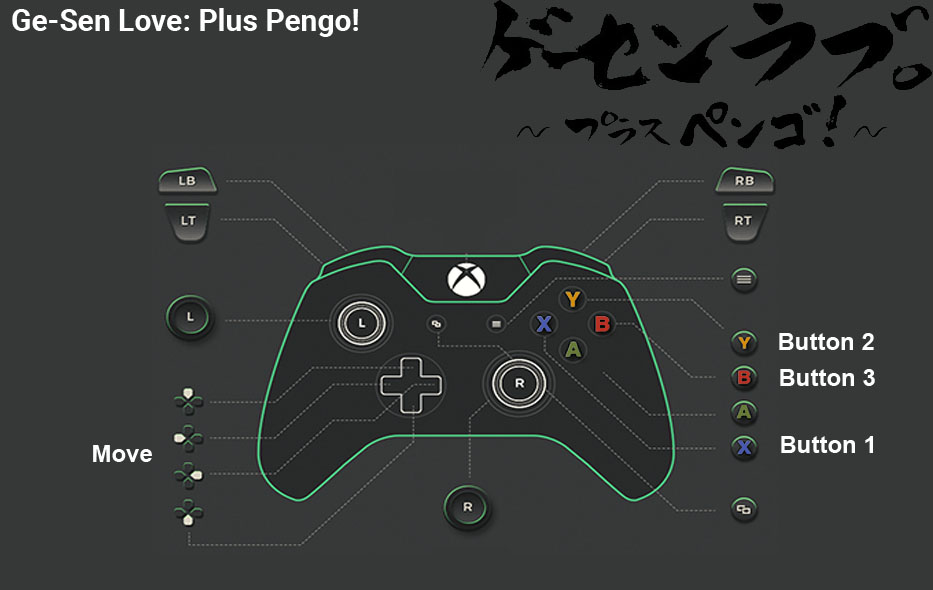 Ge-Sen Love: Plus Pengo!
ゲーセンラブ。
～プラスペンゴ!～
LB
RB
LT
RT
L
L
Y
X
B
A
R
Y
Button 2
B
Button 3
A
Move
X
Button 1
R